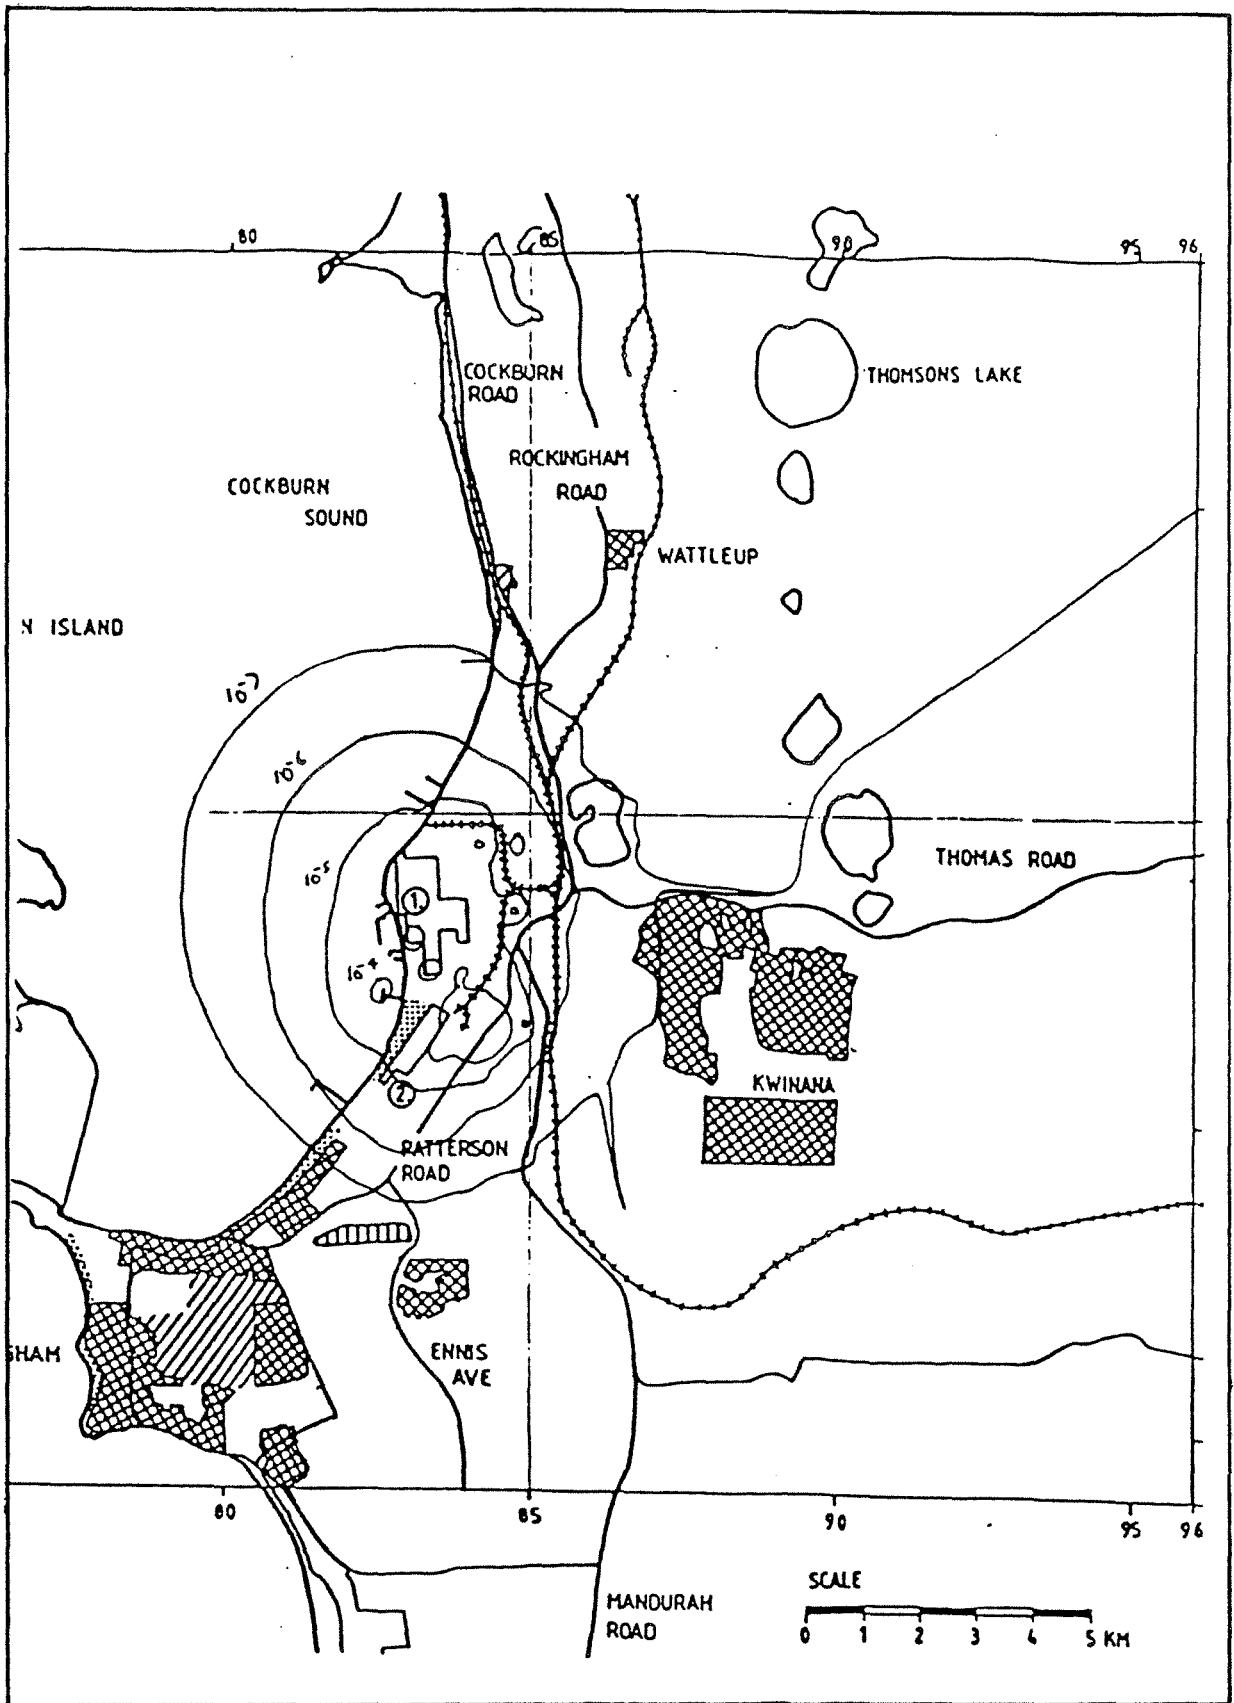 80
85
90
95
96
COCKBURN
ROAD
THOMSONS LAKE
ROCKINGHAM
ROAD
COCKBURN
SOUND
WATTLEUP
N ISLAND
10-7
10-6
THOMAS ROAD
10-5
1.
10-4
KWINANA
2.
PATTERSON
ROAD
SHAM
ENNIS
AVE
80
85
90
95
96
SCALE
0 1 2 3 4 5 KM
MANDURAH
ROAD